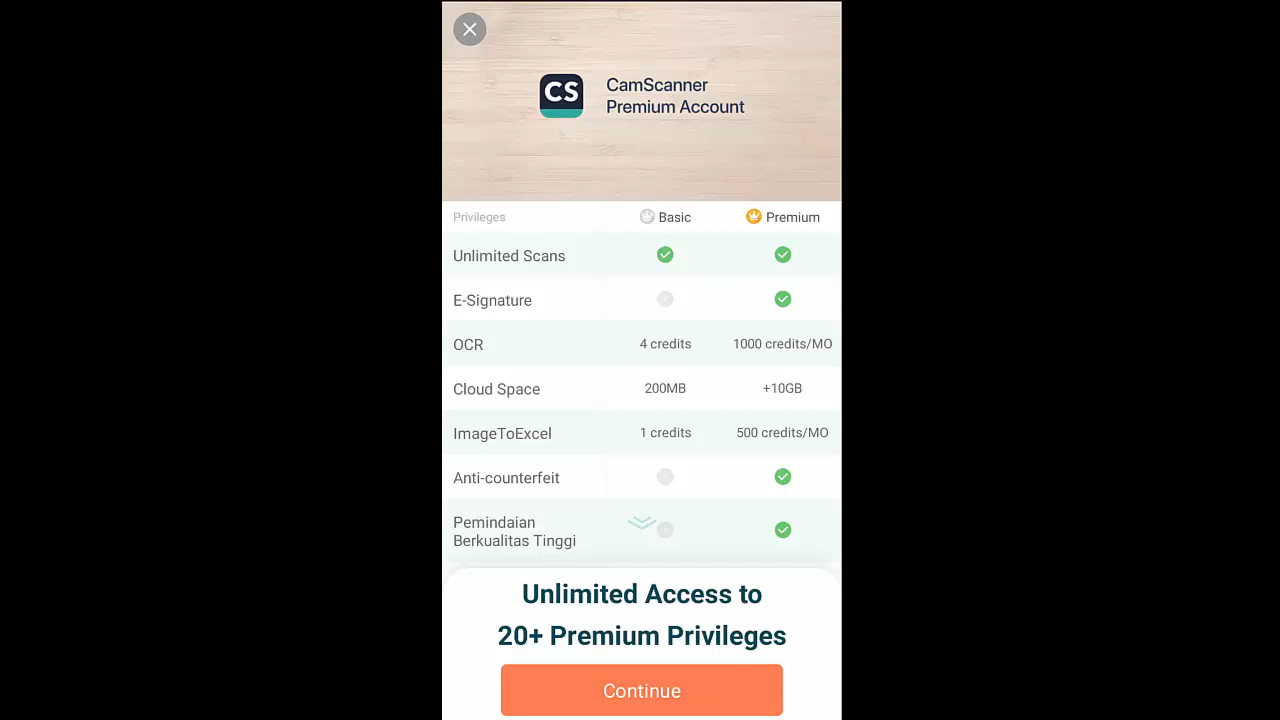 CS
CamScanner
Premium Account
Privileges Basic Premium
Unlimited Scans
E-Signature
OCR 4 credits 1000 credits/MO
Cloud Space 200MB +10GB
ImageToExcel 1 credits 500 credits/MO
Anti-counterfeit
Pemindaian
Berkualitas Tinggi
Unlimited Access to
20+ Premium Privileges
Continue